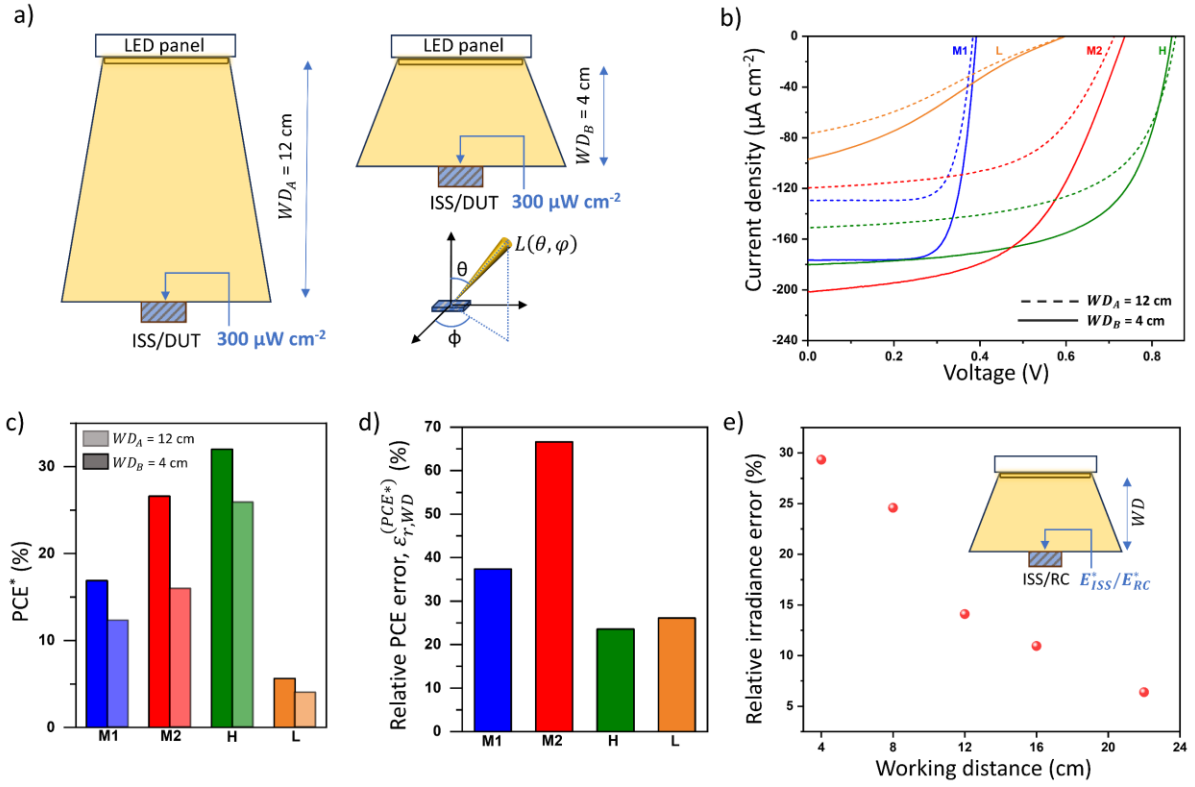 a)
LED panel
WD_A = 12 cm
ISS/DUT
300 µW cm⁻²
LED panel
WD_B = 4 cm
ISS/DUT
300 µW cm⁻²
L(θ, φ)
θ
ϕ
b)
Current density (µA cm⁻²)
0
-40
-80
-120
-160
-200
-240
M1
L
M2
H
WD_A = 12 cm
WD_B = 4 cm
0.0
0.2
0.4
0.6
0.8
Voltage (V)
c)
PCE* (%)
30
20
10
0
WD_A = 12 cm
WD_B = 4 cm
M1
M2
H
L
d)
Relative PCE error, ε_{r,WD}^{(PCE*)} (%)
70
60
50
40
35
20
15
10
0
M1
M2
H
L
e)
Relative irradiance error (%)
30
25
20
15
10
5
WD
ISS/RC
E*_ISS/E*_RC
4
8
12
16
20
24
Working distance (cm)